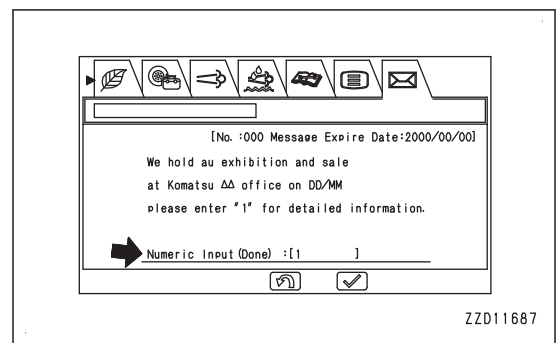 [No. :000 Message Expire Date:2000/00/00]
We hold au exhibition and sale
at Komatsu ΔΔ office on DD/MM
please enter "1" for detailed information.
Numeric Input(Done) :[1 ]
ZZD11687